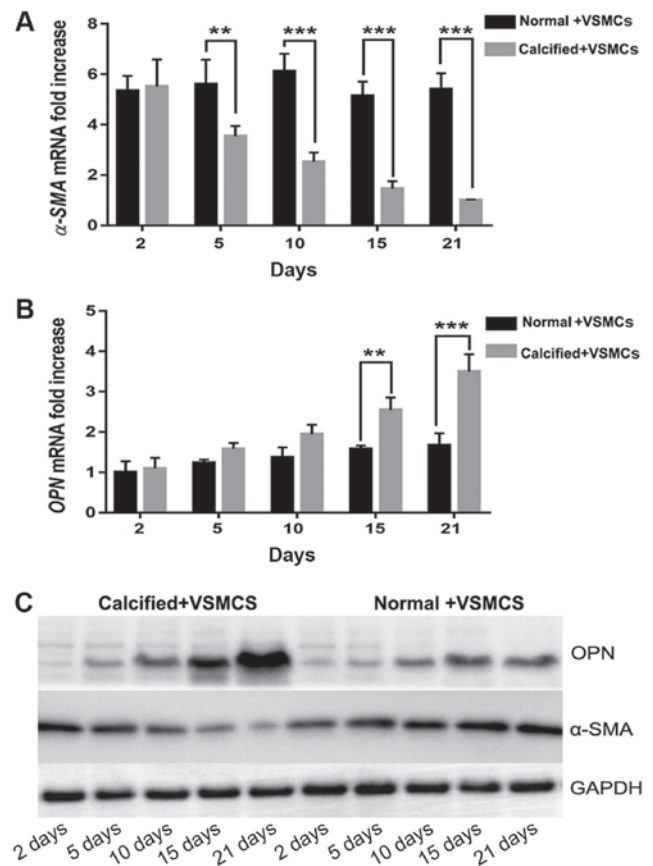 A
α-SMA mRNA fold increase
8
6
4
2
0
** *** *** ***
Normal +VSMCs
Calcified+VSMCs
2 5 10 15 21
Days
B
OPN mRNA fold increase
5
4
3
2
1
0
** ***
Normal +VSMCs
Calcified+VSMCs
2 5 10 15 21
Days
C
Calcified+VSMCS Normal +VSMCS
OPN
α-SMA
GAPDH
2 days 5 days 10 days 15 days 21 days 2 days 5 days 10 days 15 days 21 days